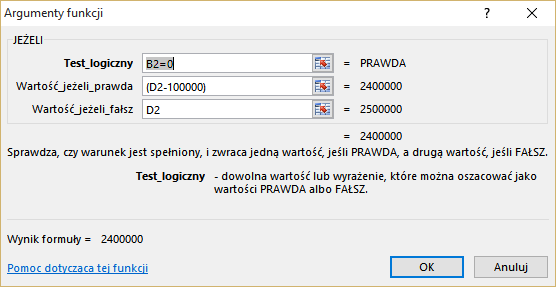 Argumenty funkcji ? ×
JEŻELI
Test_logiczny B2=0 = PRAWDA
Wartość_jeżeli_prawda (D2-100000) = 2400000
Wartość_jeżeli_fałsz D2 = 2500000
= 2400000
Sprawdza, czy warunek jest spełniony, i zwraca jedną wartość, jeśli PRAWDA, a drugą wartość, jeśli FAŁSZ.
Test_logiczny - dowolna wartość lub wyrażenie, które można oszacować jako
wartości PRAWDA albo FAŁSZ.
Wynik formuły = 2400000
Pomoc dotycząca tej funkcji OK Anuluj